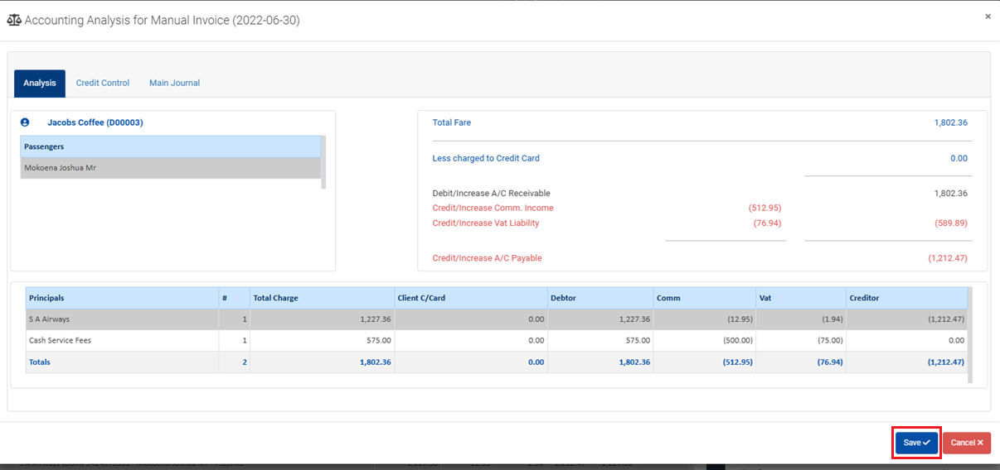 Accounting Analysis for Manual Invoice (2022-06-30)
×
Analysis Credit Control Main Journal
Jacobs Coffee (D00003)
Passengers
Mokoena Joshua Mr
Total Fare 1,802.36
Less charged to Credit Card 0.00
Debit/Increase A/C Receivable 1,802.36
Credit/Increase Comm. Income (512.95)
Credit/Increase Vat Liability (76.94) (589.89)
Credit/Increase A/C Payable (1,212.47)
Principals # Total Charge Client C/Card Debtor Comm Vat Creditor
S A Airways 1 1,227.36 0.00 1,227.36 (12.95) (1.94) (1,212.47)
Cash Service Fees 1 575.00 0.00 575.00 (500.00) (75.00) 0.00
Totals 2 1,802.36 0.00 1,802.36 (512.95) (76.94) (1,212.47)
Save Cancel